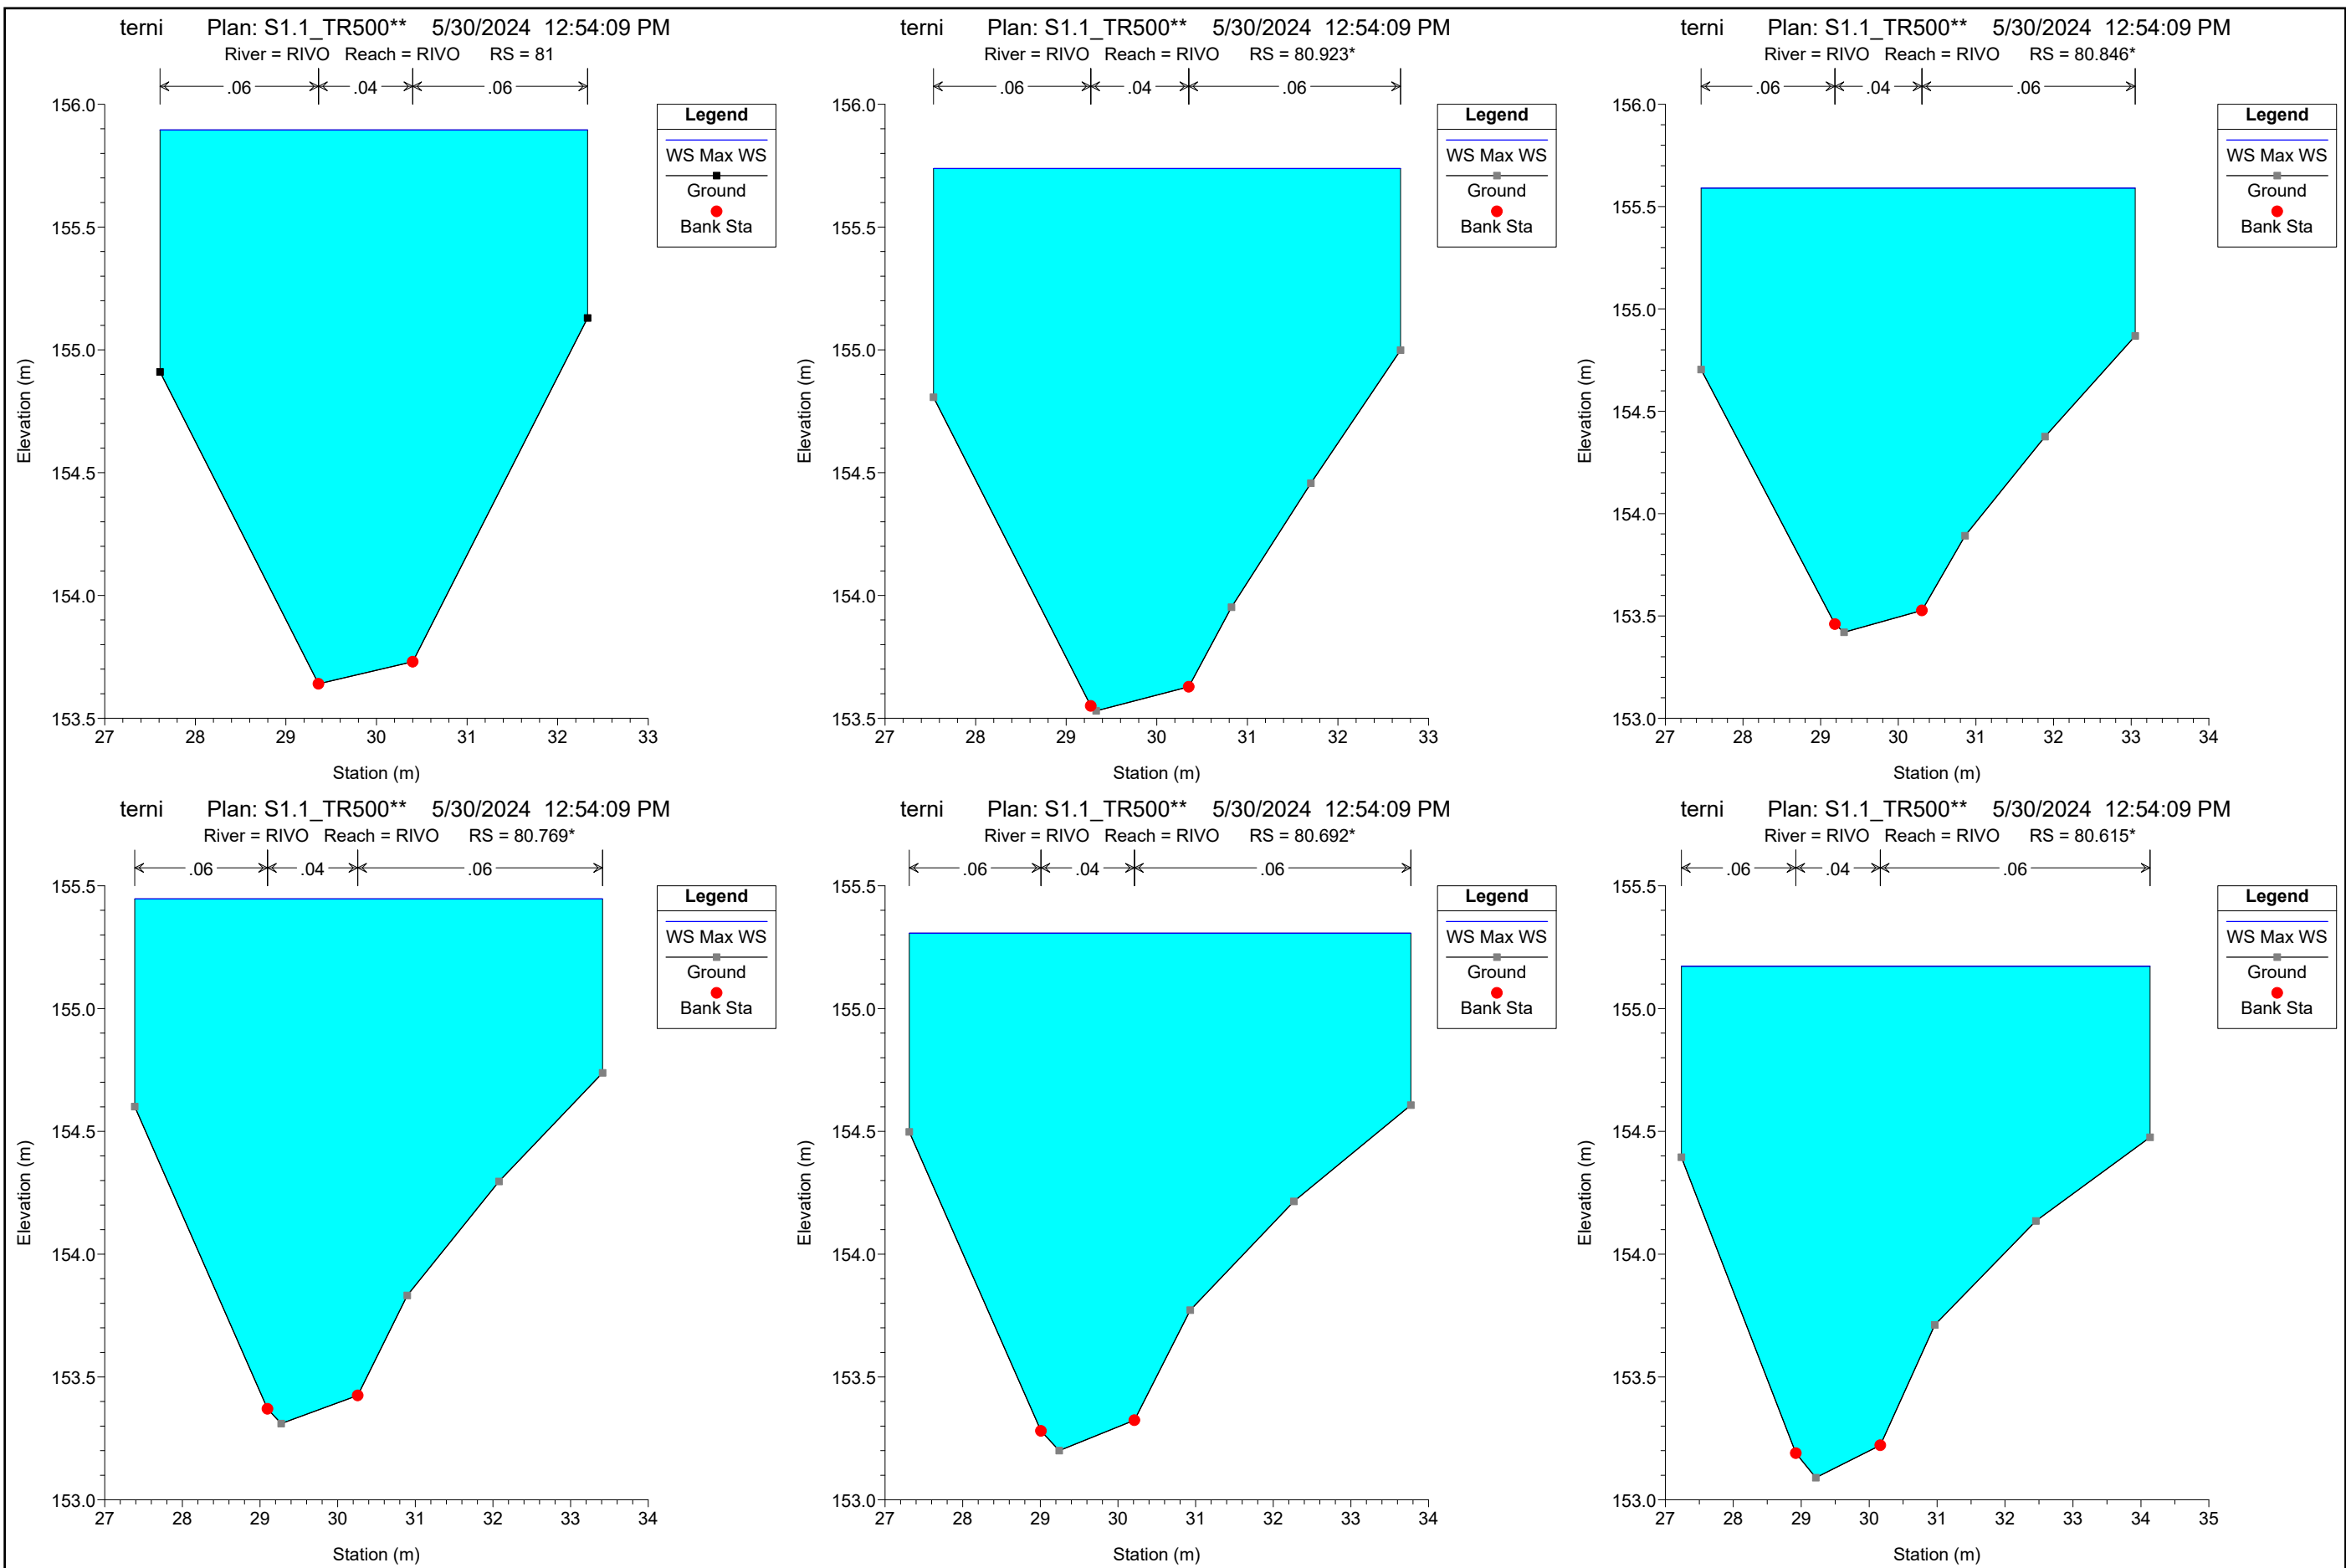 terni Plan: S1.1_TR500** 5/30/2024 12:54:09 PM
River = RIVO Reach = RIVO RS = 81
.06 .04 .06
156.0
155.5
155.0
154.5
154.0
153.5
27 28 29 30 31 32 33
Station (m)
Elevation (m)
Legend
WS Max WS
Ground
Bank Sta
terni Plan: S1.1_TR500** 5/30/2024 12:54:09 PM
River = RIVO Reach = RIVO RS = 80.923*
.06 .04 .06
156.0
155.5
155.0
154.5
154.0
153.5
27 28 29 30 31 32 33
Station (m)
Elevation (m)
Legend
WS Max WS
Ground
Bank Sta
terni Plan: S1.1_TR500** 5/30/2024 12:54:09 PM
River = RIVO Reach = RIVO RS = 80.846*
.06 .04 .06
156.0
155.5
155.0
154.5
154.0
153.5
153.0
27 28 29 30 31 32 33 34
Station (m)
Elevation (m)
Legend
WS Max WS
Ground
Bank Sta
terni Plan: S1.1_TR500** 5/30/2024 12:54:09 PM
River = RIVO Reach = RIVO RS = 80.769*
.06 .04 .06
155.5
155.0
154.5
154.0
153.5
153.0
27 28 29 30 31 32 33 34
Station (m)
Elevation (m)
Legend
WS Max WS
Ground
Bank Sta
terni Plan: S1.1_TR500** 5/30/2024 12:54:09 PM
River = RIVO Reach = RIVO RS = 80.692*
.06 .04 .06
155.5
155.0
154.5
154.0
153.5
153.0
27 28 29 30 31 32 33 34
Station (m)
Elevation (m)
Legend
WS Max WS
Ground
Bank Sta
terni Plan: S1.1_TR500** 5/30/2024 12:54:09 PM
River = RIVO Reach = RIVO RS = 80.615*
.06 .04 .06
155.5
155.0
154.5
154.0
153.5
153.0
27 28 29 30 31 32 33 34 35
Station (m)
Elevation (m)
Legend
WS Max WS
Ground
Bank Sta